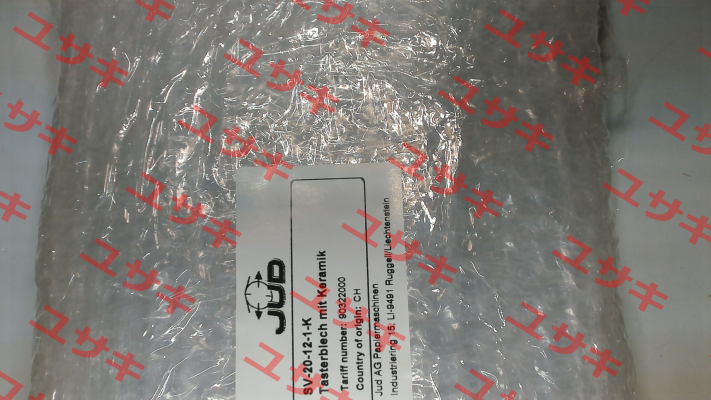 JUD
SV-20-12-1-K
Tasterblech mit Keramik
Tariff number: 90322000
Country of origin: CH
Jud AG Papiermaschinen
Industriering 15, LI-9491 Ruggell/Liechtenstein
ユサキ